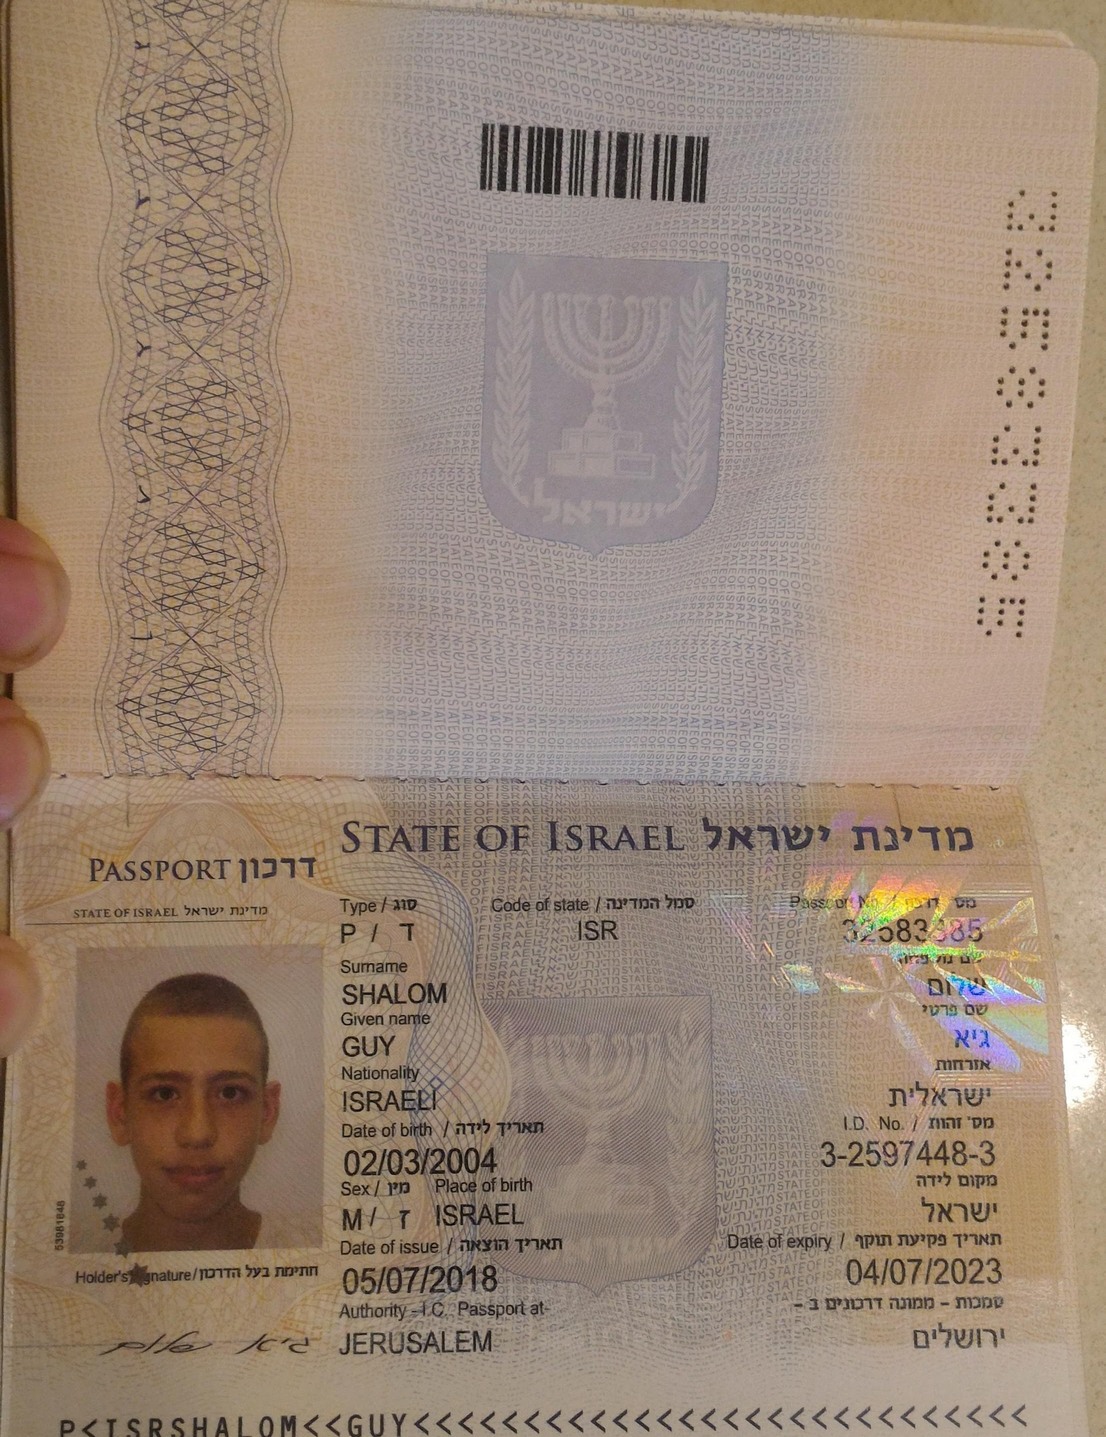 ישראל
STATE OF ISRAEL מדינת ישראל
PASSPORT דרכון
STATE OF ISRAEL מדינת ישראל
Type / סוג Code of state / סמל המדינה Passport No. / מס' דרכון
P / ד ISR 32583385
Surname שם משפחה
SHALOM שלום
Given name שם פרטי
GUY גיא
Nationality אזרחות
ISRAELI ישראלית
Date of birth / תאריך לידה I.D. No. / מס' זהות
02/03/2004 3-2597448-3
Sex / מין Place of birth מקום לידה
M / ז ISRAEL ישראל
Date of issue / תאריך הוצאה Date of expiry / תאריך פקיעת תוקף
05/07/2018 04/07/2023
Authority - I.C. Passport at- סמכות – ממונה דרכונים ב –
JERUSALEM ירושלים
Holder's signature / חתימת בעל הדרכון
גיא שלום
P<ISRSHALOM<<GUY<<<<<<<<<<<<<<<<<<<<<<<<<<<